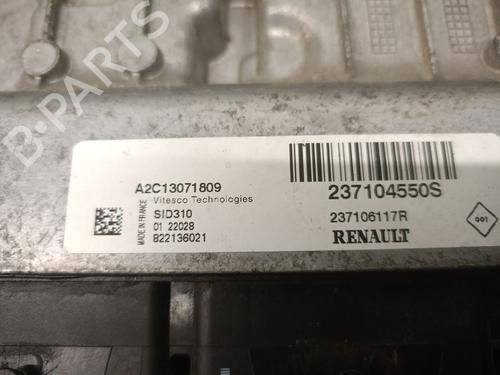 A2C13071809
Vitesco Technologies
MADE IN FRANCE
SID310
01 22028
822136021
237104550S
237106117R
RENAULT
001
B-PARTS